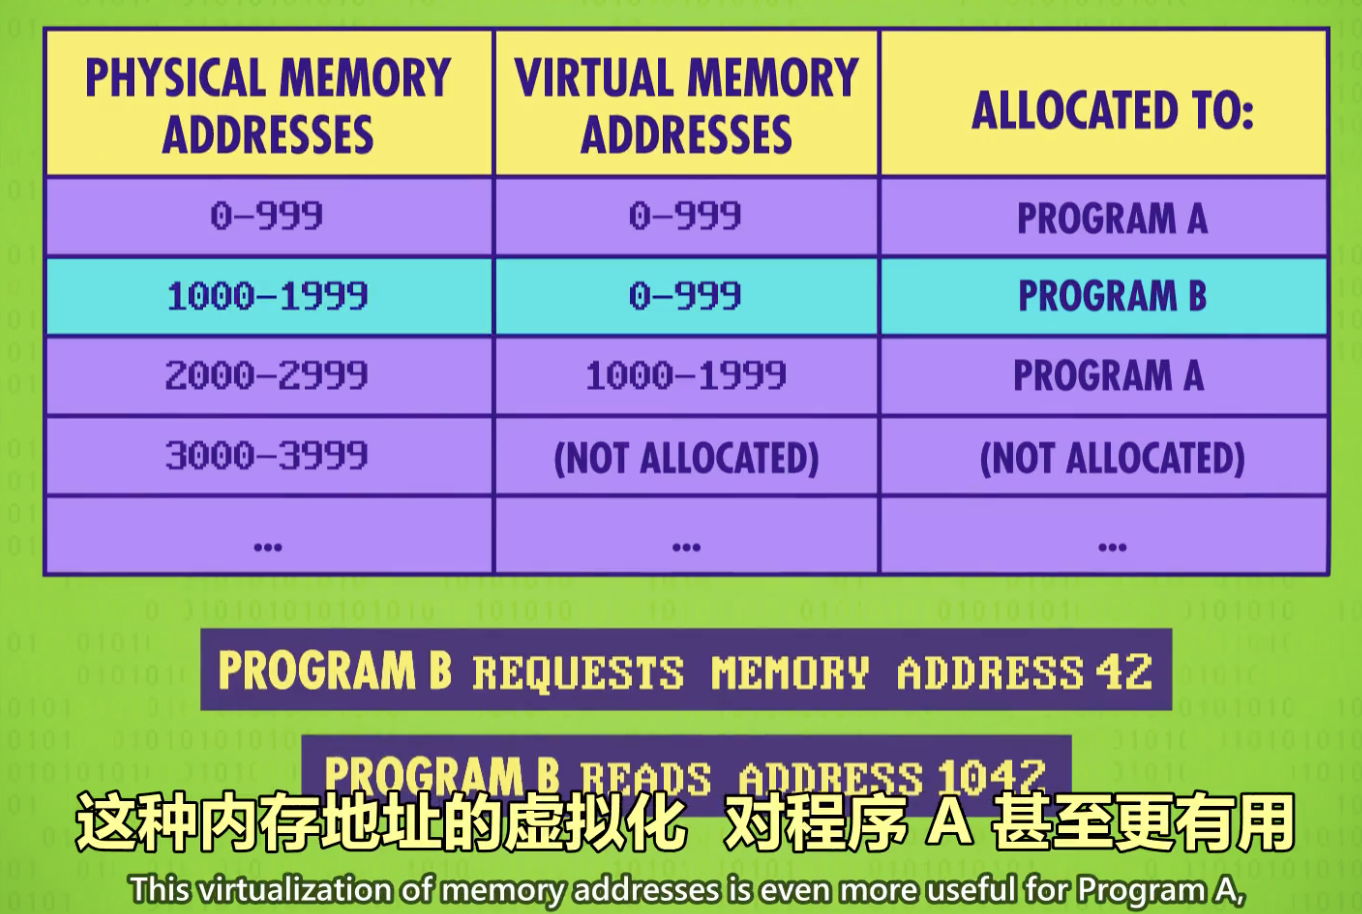 PHYSICAL MEMORY ADDRESSES
VIRTUAL MEMORY ADDRESSES
ALLOCATED TO:
0-999
0-999
PROGRAM A
1000-1999
0-999
PROGRAM B
2000-2999
1000-1999
PROGRAM A
3000-3999
(NOT ALLOCATED)
(NOT ALLOCATED)
...
...
...
PROGRAM B REQUESTS MEMORY ADDRESS 42
PROGRAM B READS ADDRESS 1042
这种内存地址的虚拟化 对程序 A 甚至更有用
This virtualization of memory addresses is even more useful for Program A,